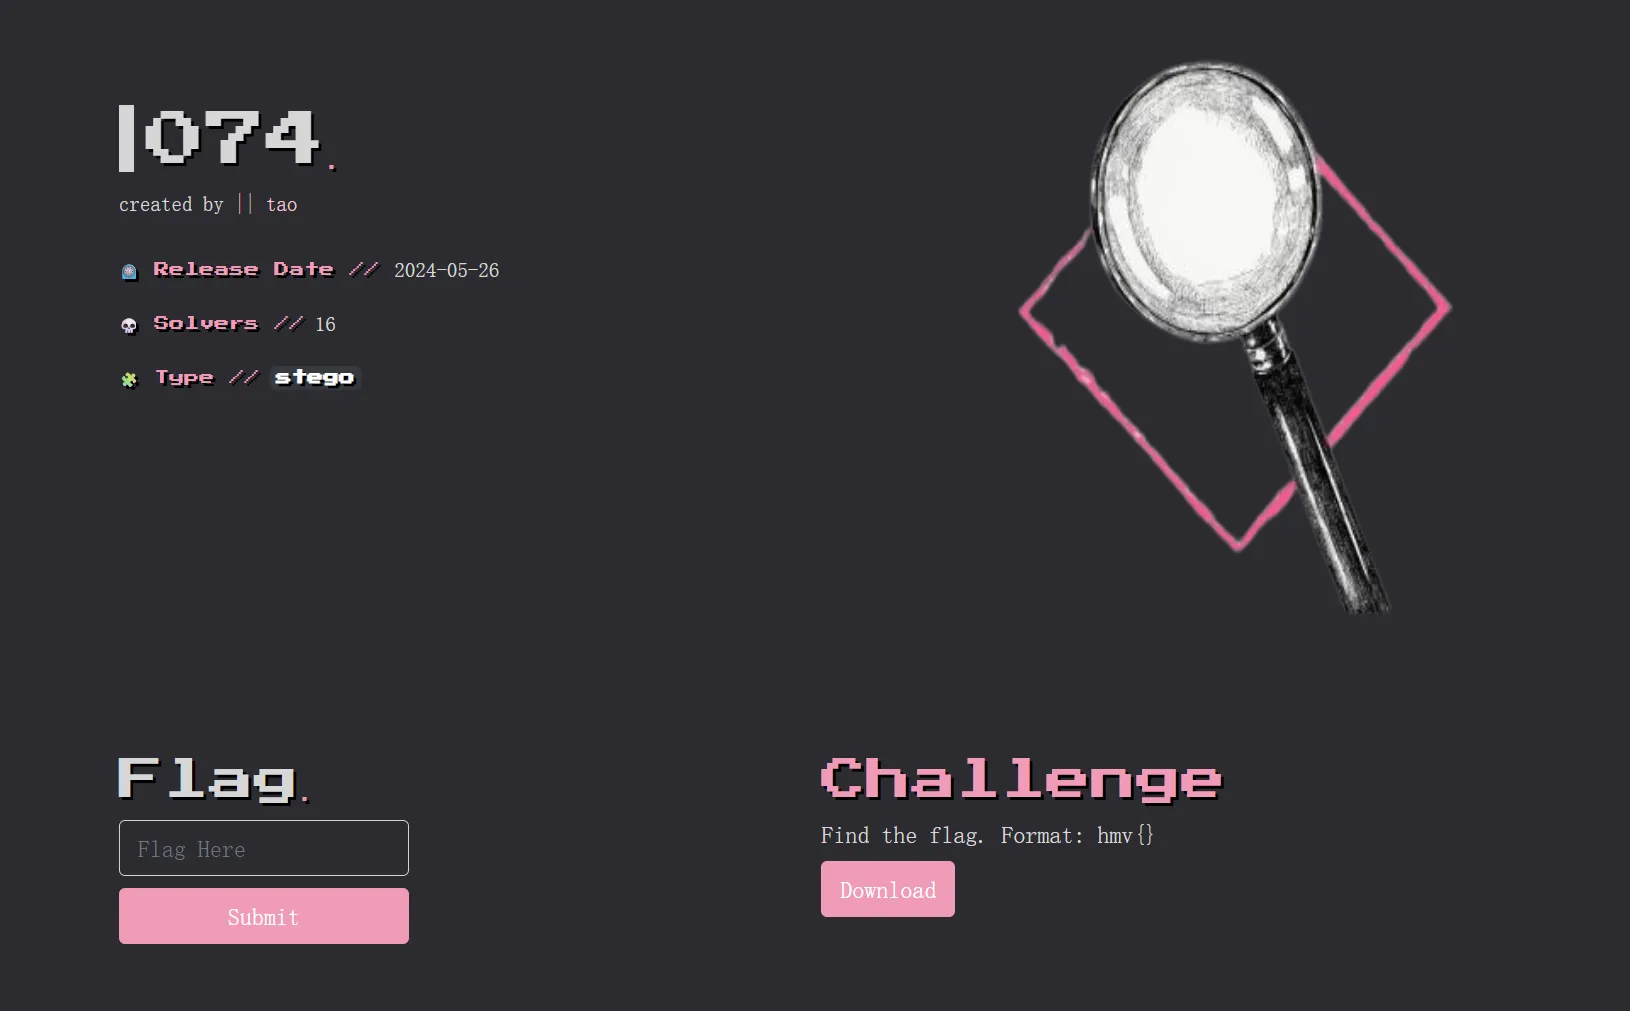 074.
created by || tao
Release Date // 2024-05-26
Solvers // 16
Type // stego
Flag.
Flag Here
Submit
Challenge
Find the flag. Format: hmv{}
Download